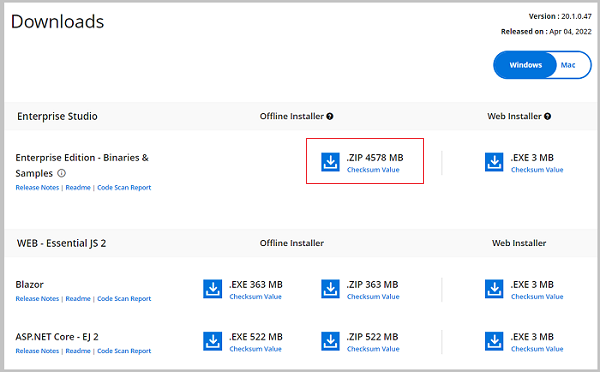 Downloads
Version : 20.1.0.47
Released on : Apr 04, 2022
Windows Mac
Enterprise Studio Offline Installer Web Installer
Enterprise Edition - Binaries &
Samples
Release Notes | Readme | Code Scan Report
.ZIP 4578 MB
Checksum Value
.EXE 3 MB
Checksum Value
WEB - Essential JS 2 Offline Installer Web Installer
Blazor .EXE 363 MB .ZIP 363 MB .EXE 3 MB
Release Notes | Readme | Code Scan Report Checksum Value Checksum Value Checksum Value
ASP.NET Core - EJ 2 .EXE 522 MB .ZIP 522 MB .EXE 3 MB
Release Notes | Readme | Code Scan Report Checksum Value Checksum Value Checksum Value